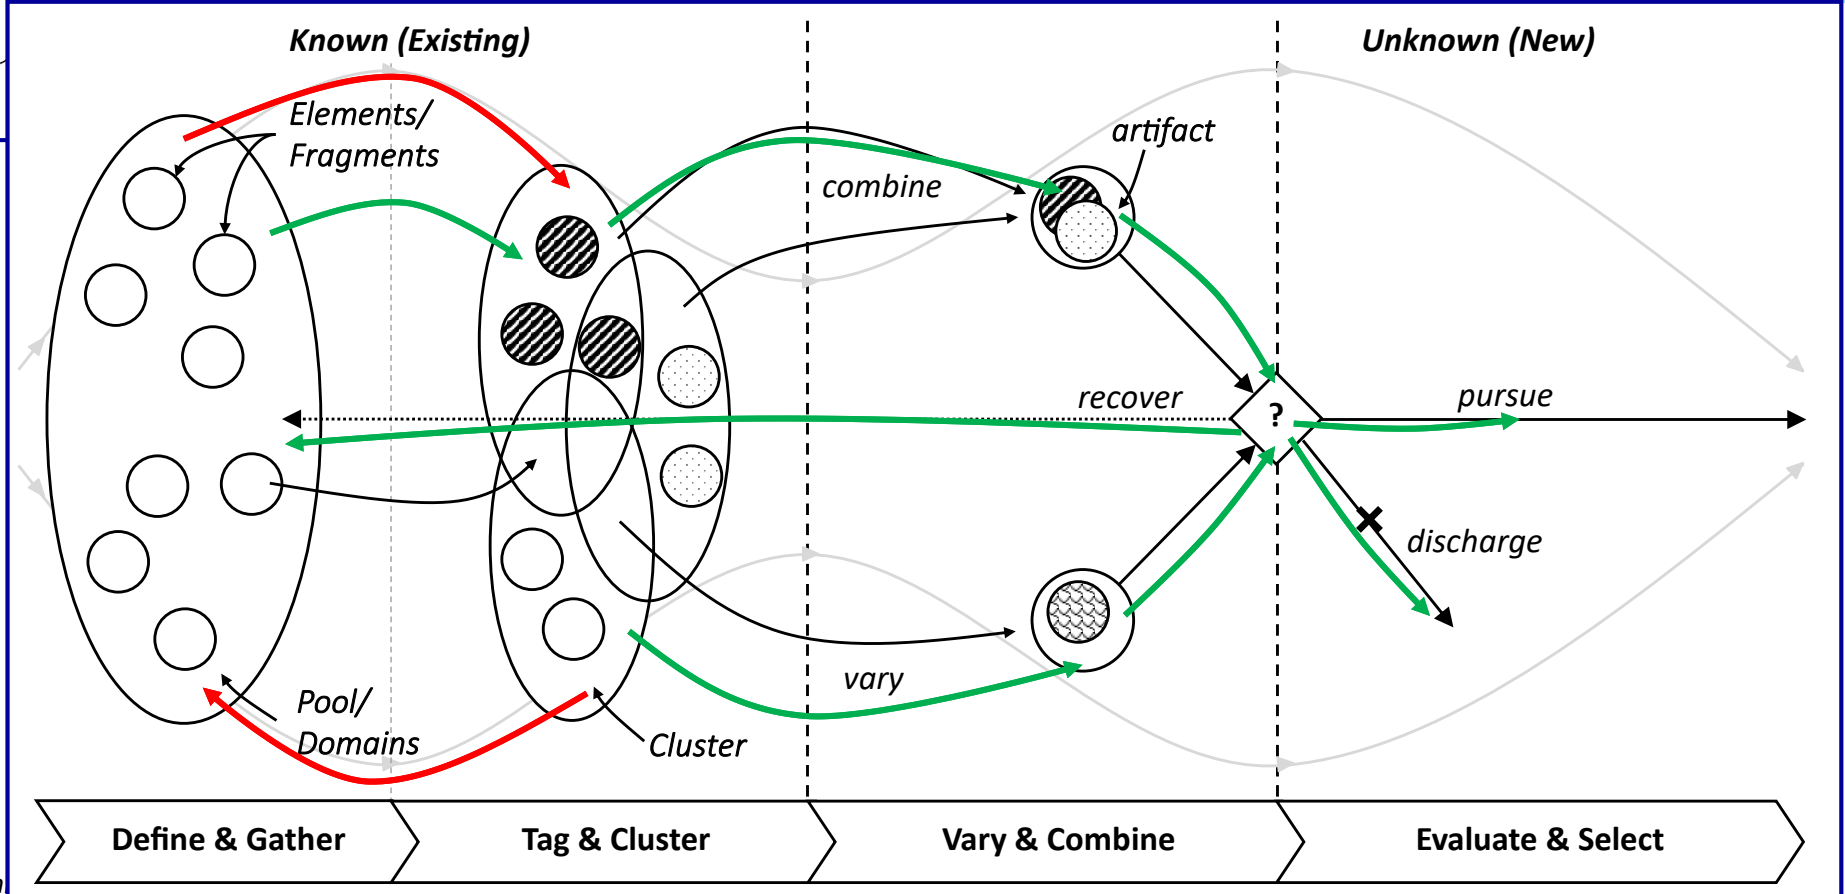 Known (Existing)
Unknown (New)
Elements/
Fragments
artifact
combine
recover
?
pursue
discharge
vary
Pool/
Domains
Cluster
Define & Gather
Tag & Cluster
Vary & Combine
Evaluate & Select